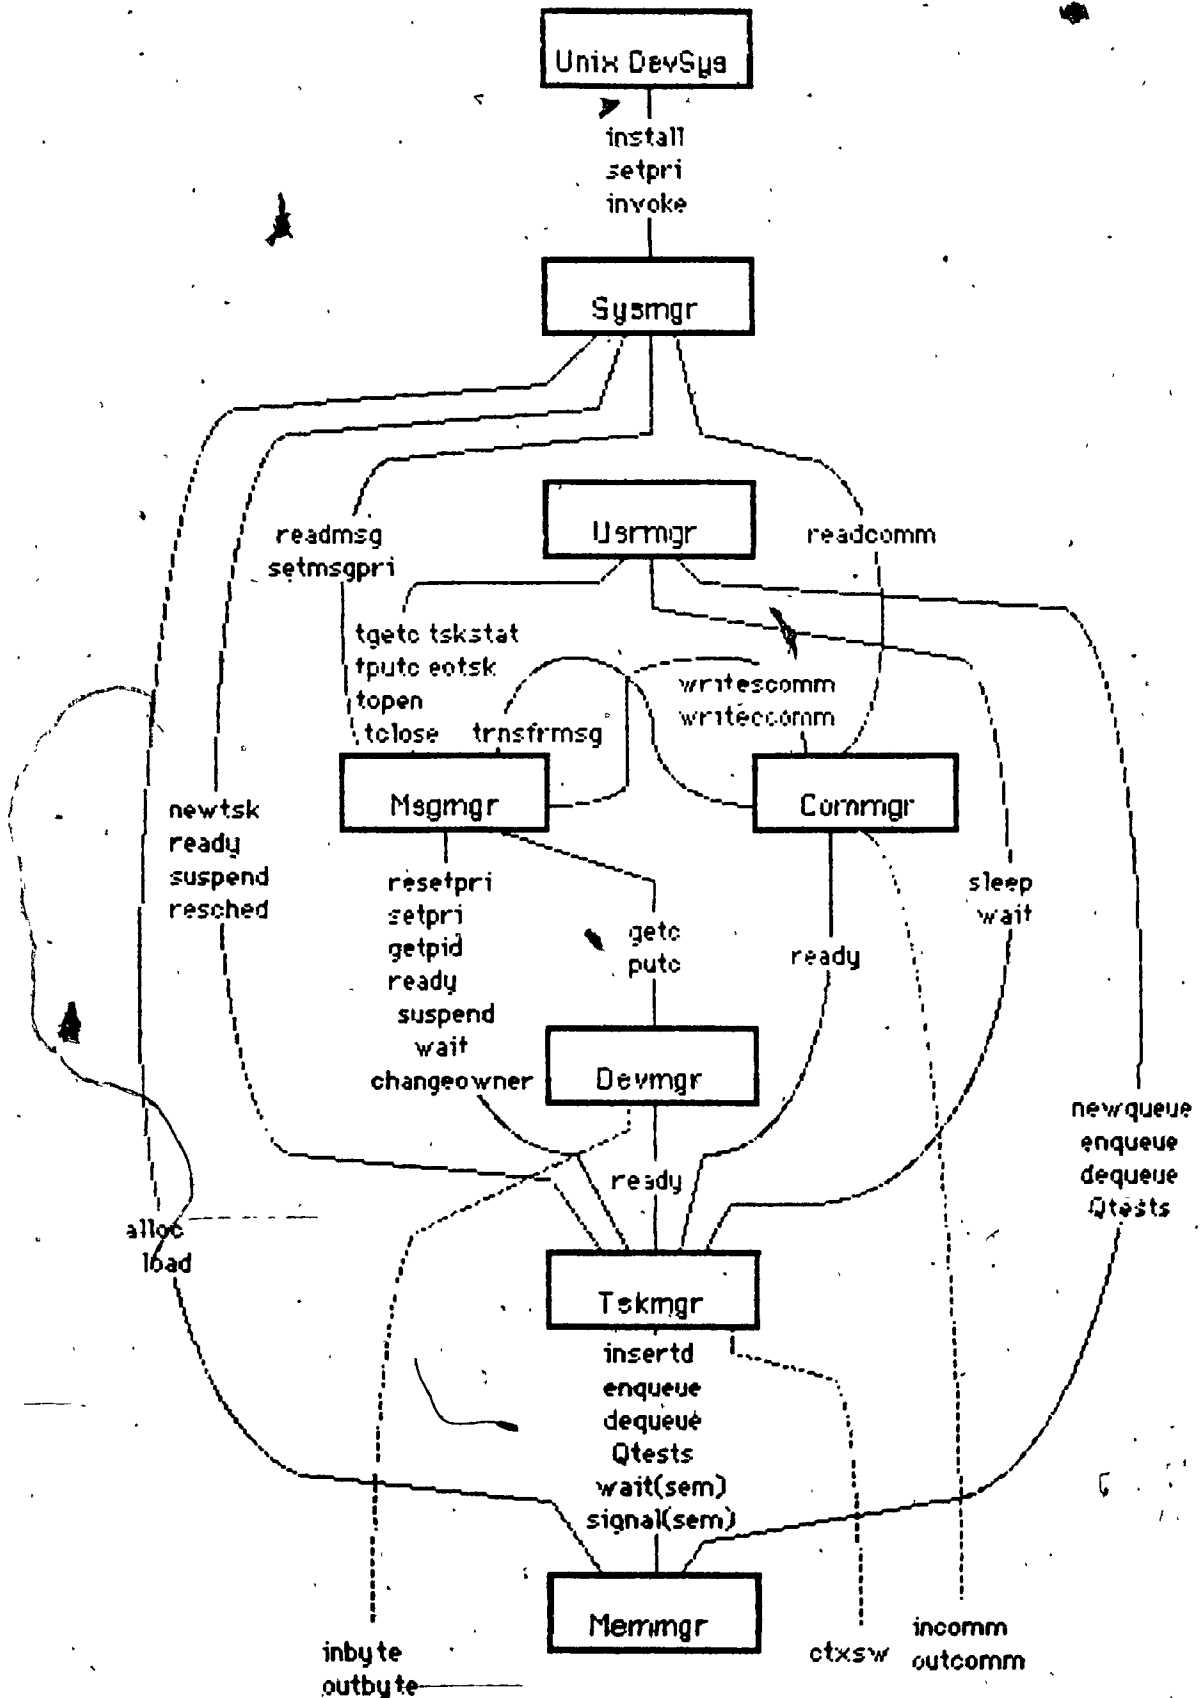 Unix DevSys
install
setpri
invoke
Sysmgr
Usrmgr
readmsg
setmsgpri
readcomm
tgetc tskstat
tputc eotsk
topen
tclose
trnsfrmsg
writescomm
writeccomm
Msgmgr
Commgr
newtsk
ready
suspend
resched
resetpri
setpri
getpid
ready
suspend
wait
changeowner
getc
putc
ready
sleep
wait
Devmgr
newqueue
enqueue
dequeue
Qtests
ready
alloc
load
Tskmgr
insertd
enqueue
dequeue
Qtests
wait(sem)
signal(sem)
Memmgr
inbyte
outbyte
ctxsw
incomm
outcomm